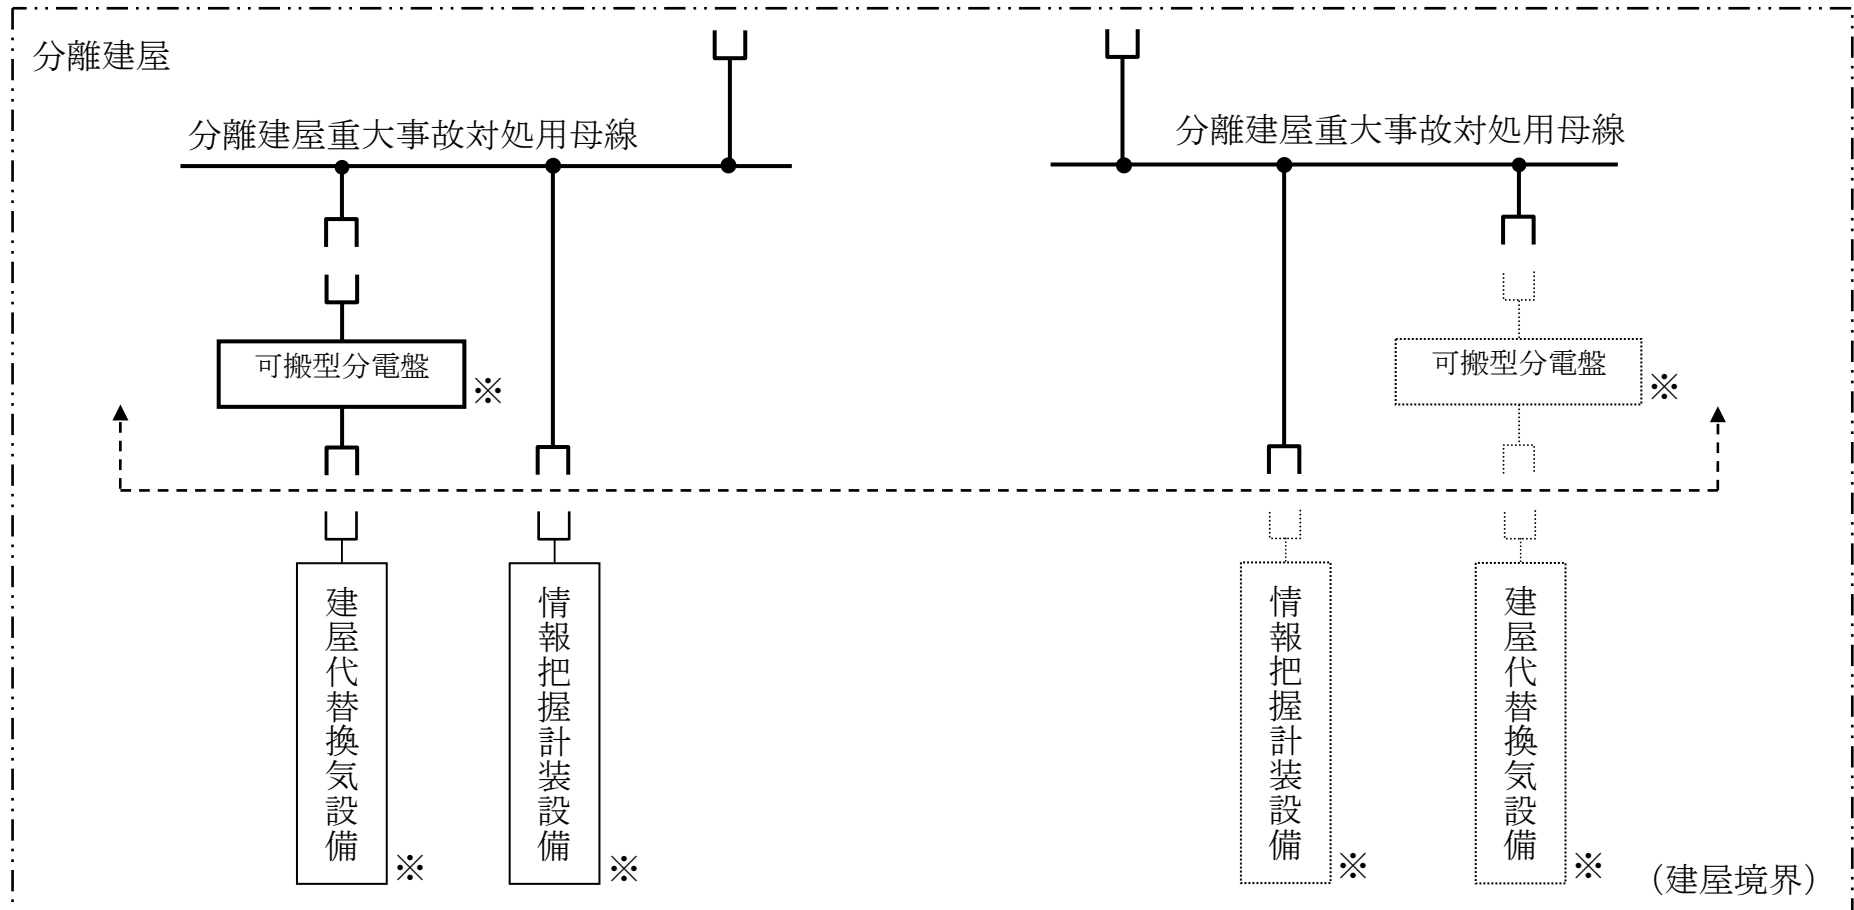 分離建屋
分離建屋重大事故対処用母線
分離建屋重大事故対処用母線
可搬型分電盤
※
可搬型分電盤
※
建屋代替換気設備
※
情報把握計装設備
※
情報把握計装設備
※
建屋代替換気設備
※
（建屋境界）